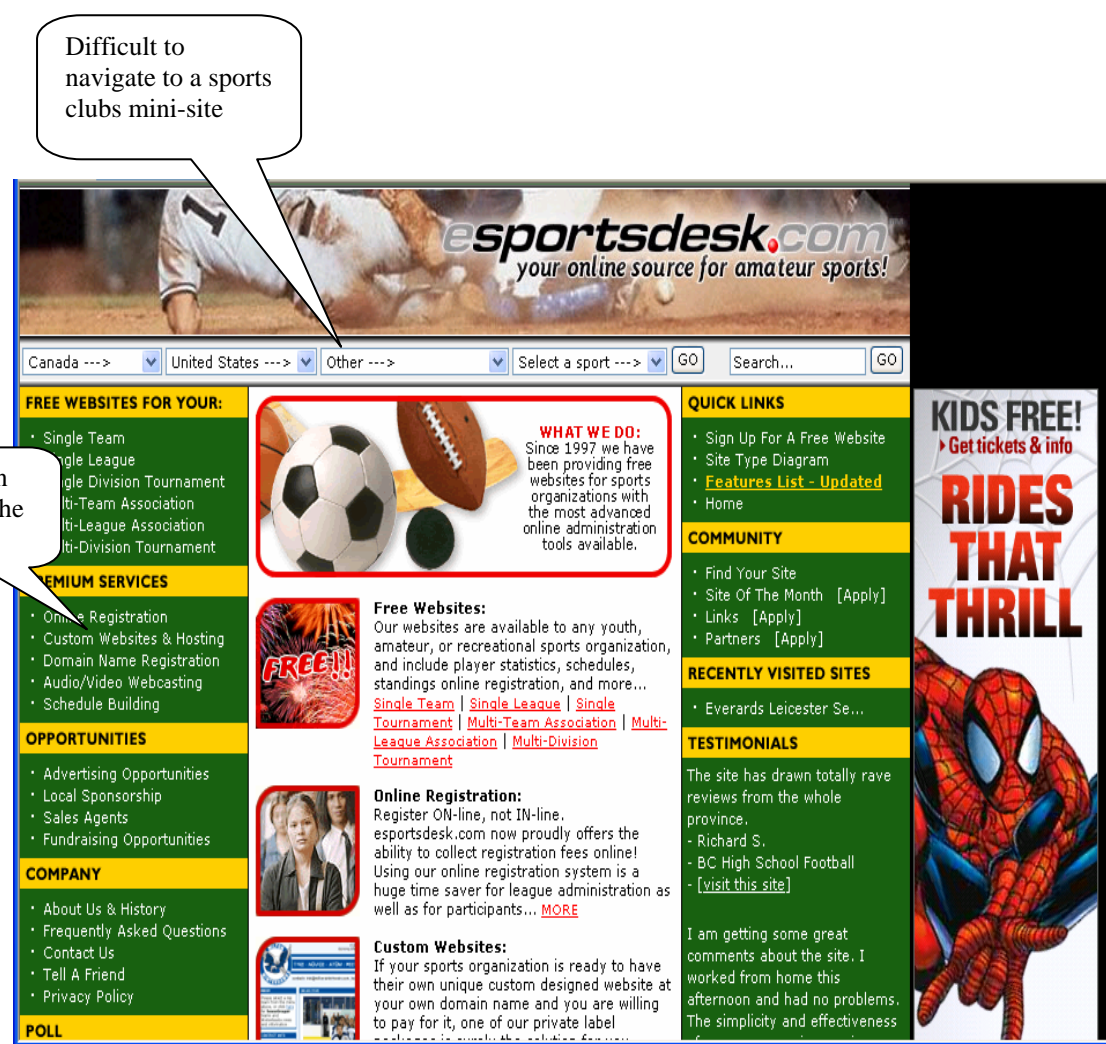 Difficult to
navigate to a sports
clubs mini-site
esportsdesk.com
your online source for amateur sports!
Canada --->
United States --->
Other --->
Select a sport --->
GO
Search...
GO
FREE WEBSITES FOR YOUR:
· Single Team
ngle League
ngle Division Tournament
lti-Team Association
lti-League Association
lti-Division Tournament
he
EMIUM SERVICES
· Online Registration
· Custom Websites & Hosting
· Domain Name Registration
· Audio/Video Webcasting
· Schedule Building
OPPORTUNITIES
· Advertising Opportunities
· Local Sponsorship
· Sales Agents
· Fundraising Opportunities
COMPANY
· About Us & History
· Frequently Asked Questions
· Contact Us
· Tell A Friend
· Privacy Policy
POLL
WHAT WE DO:
Since 1997 we have
been providing free
websites for sports
organizations with
the most advanced
online administration
tools available.
FREE!!
Free Websites:
Our websites are available to any youth,
amateur, or recreational sports organization,
and include player statistics, schedules,
standings online registration, and more...
Single Team | Single League | Single
Tournament | Multi-Team Association | Multi-
League Association | Multi-Division
Tournament
Online Registration:
Register ON-line, not IN-line.
esportsdesk.com now proudly offers the
ability to collect registration fees online!
Using our online registration system is a
huge time saver for league administration as
well as for participants... MORE
Custom Websites:
If your sports organization is ready to have
their own unique custom designed website at
your own domain name and you are willing
to pay for it, one of our private label
QUICK LINKS
· Sign Up For A Free Website
· Site Type Diagram
· Features List - Updated
· Home
COMMUNITY
· Find Your Site
· Site Of The Month [Apply]
· Links [Apply]
· Partners [Apply]
RECENTLY VISITED SITES
· Everards Leicester Se...
TESTIMONIALS
The site has drawn totally rave
reviews from the whole
province.
- Richard S.
- BC High School Football
- [visit this site]
I am getting some great
comments about the site. I
worked from home this
afternoon and had no problems.
The simplicity and effectiveness
KIDS FREE!
Get tickets & info
RIDES
THAT
THRILL